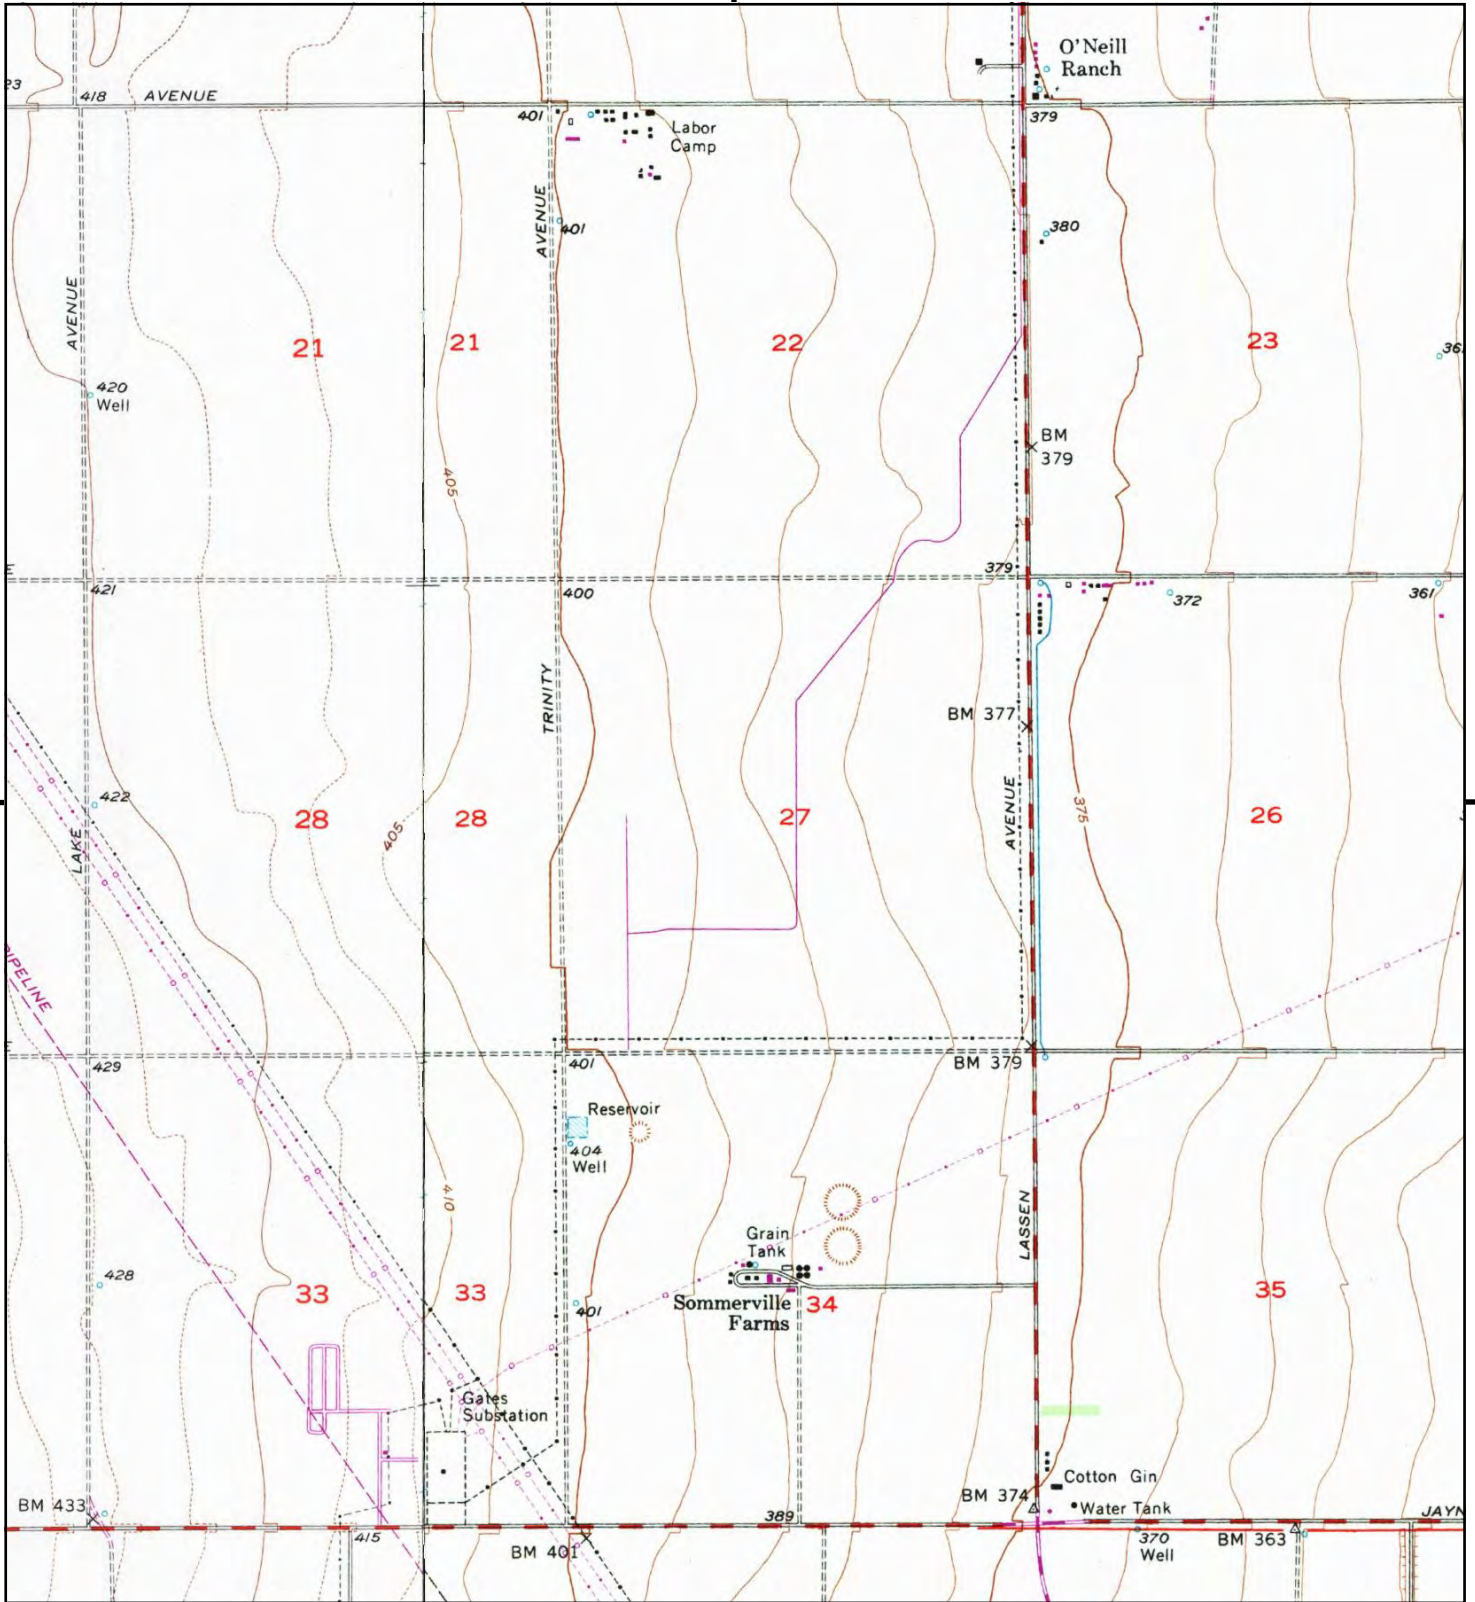 O'Neill
Ranch
23
418
AVENUE
401
379
Labor
Camp
AVENUE
401
380
AVENUE
21
21
22
23
36
420
Well
BM
379
405
421
400
379
372
361
TRINITY
BM 377
AVENUE
422
375
28
28
27
26
LAKE
405
PIPELINE
429
401
BM 379
Reservoir
404
Well
410
LASSEN
Grain
Tank
428
33
33
401
Sommerville
Farms
34
35
Gates
Substation
Cotton Gin
BM 433
BM 374
Water Tank
415
389
JAYN
BM 401
370
Well
BM 363